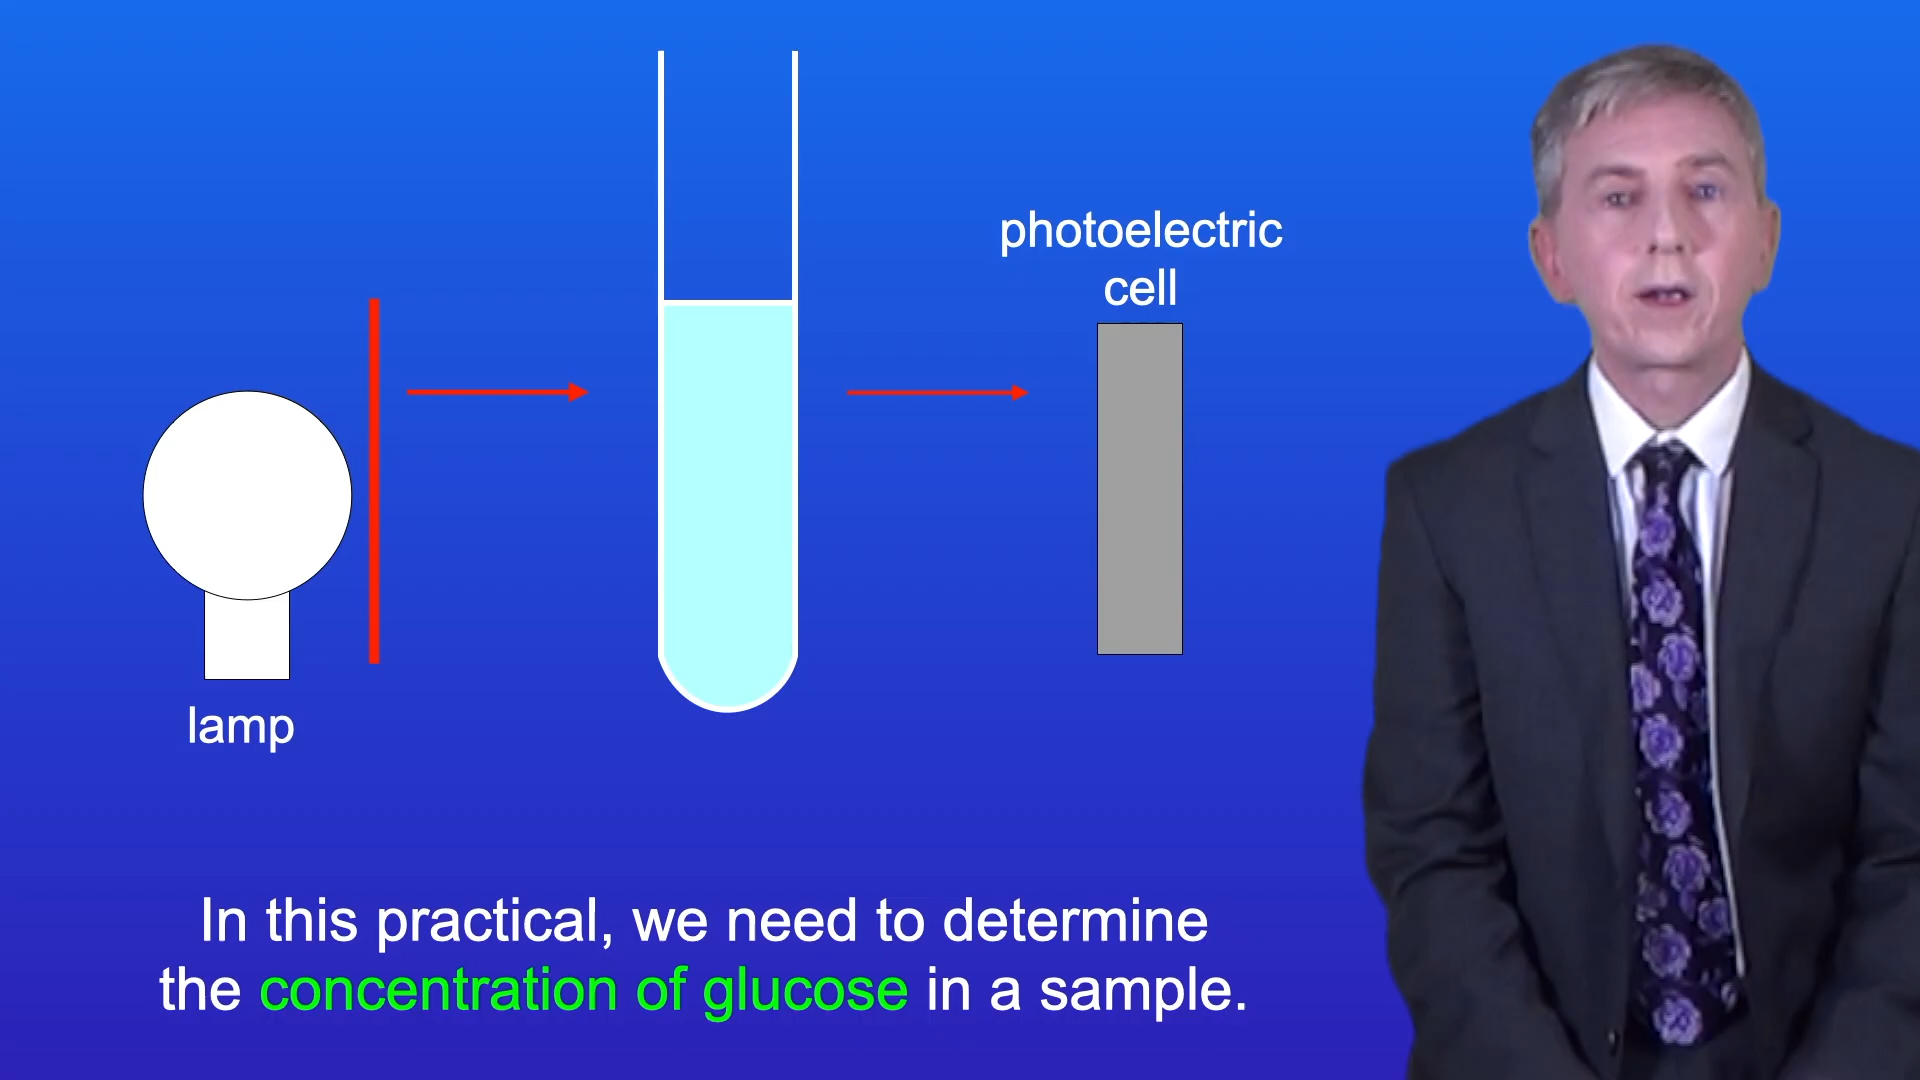 photoelectric
cell
lamp
In this practical, we need to determine
the concentration of glucose in a sample.